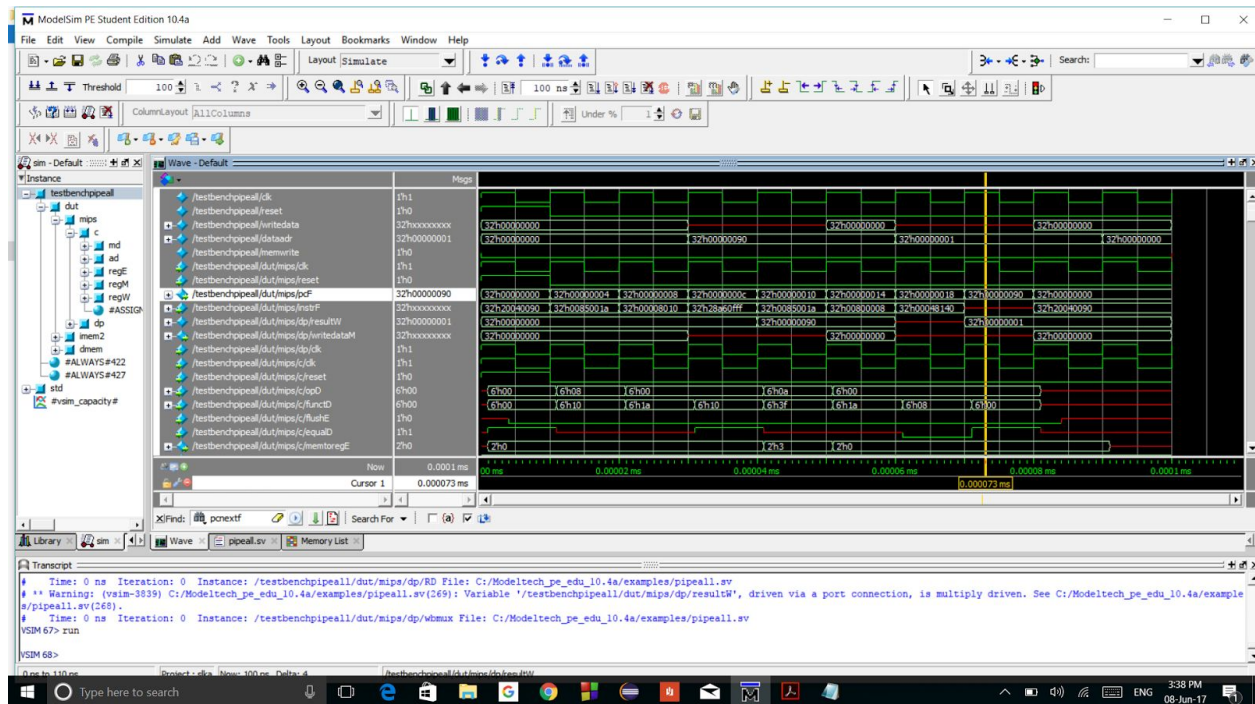 ModelSim PE Student Edition 10.4a
File Edit View Compile Simulate Add Wave Tools Layout Bookmarks Window Help
Layout Simulate
Search:
Threshold 100
100 ns
ColumnLayout AllColumns
Under % 1
sim - Default
Wave - Default
Instance
Msgs
testbenchpipeall
dut
mips
c
md
ad
regE
regM
regW
#ASSIGN
dp
imem2
dmem
#ALWAYS#422
#ALWAYS#427
std
#vsim_capacity#
/testbenchpipeall/clk 1'h1
/testbenchpipeall/reset 1'h0
/testbenchpipeall/writedata 32'hxxxxxxxx 32'h00000000 32'h00000000 32'h00000000
/testbenchpipeall/dataadr 32'h00000001 32'h00000000 32'h00000090 32'h00000001 32'h00000000
/testbenchpipeall/memwrite 1'h0
/testbenchpipeall/dut/mips/clk 1'h1
/testbenchpipeall/dut/mips/reset 1'h0
/testbenchpipeall/dut/mips/pcF 32'h00000090 32'h00000000 32'h00000004 32'h00000008 32'h0000000c 32'h00000010 32'h00000014 32'h00000018 32'h00000090 32'h00000000
/testbenchpipeall/dut/mips/instrF 32'hxxxxxxxx 32'h20040090 32'h0085001a 32'h00008010 32'h28a60fff 32'h0085001a 32'h00800008 32'h00048140 32'h20040090
/testbenchpipeall/dut/mips/dp/resultW 32'h00000001 32'h00000000 32'h00000090 32'h00000001
/testbenchpipeall/dut/mips/dp/writedataM 32'hxxxxxxxx 32'h00000000 32'h00000000 32'h00000000
/testbenchpipeall/dut/mips/dp/clk 1'h1
/testbenchpipeall/dut/mips/c/clk 1'h1
/testbenchpipeall/dut/mips/c/reset 1'h0
/testbenchpipeall/dut/mips/c/opD 6'h00 6'h00 6'h08 6'h00 6'h0a 6'h00
/testbenchpipeall/dut/mips/c/functD 6'h00 6'h00 6'h10 6'h1a 6'h10 6'h3f 6'h1a 6'h08 6'h00
/testbenchpipeall/dut/mips/c/flushE 1'h0
/testbenchpipeall/dut/mips/c/equalD 1'h1
/testbenchpipeall/dut/mips/c/memtoregE 2'h0 2'h0 2'h3 2'h0
Now 0.0001 ms 00 ms 0.00002 ms 0.00004 ms 0.00006 ms 0.00008 ms 0.0001 ms
Cursor 1 0.000073 ms 0.000073 ms
Find: pcnextf Search For (a)
Library sim Wave pipeall.sv Memory List
Transcript
# Time: 0 ns Iteration: 0 Instance: /testbenchpipeall/dut/mips/dp/RD File: C:/Modeltech_pe_edu_10.4a/examples/pipeall.sv
# ** Warning: (vsim-3839) C:/Modeltech_pe_edu_10.4a/examples/pipeall.sv(269): Variable '/testbenchpipeall/dut/mips/dp/resultW', driven via a port connection, is multiply driven. See C:/Modeltech_pe_edu_10.4a/example
s/pipeall.sv(268).
# Time: 0 ns Iteration: 0 Instance: /testbenchpipeall/dut/mips/dp/wbmux File: C:/Modeltech_pe_edu_10.4a/examples/pipeall.sv
VSIM 67> run
VSIM 68>
0 ns to 110 ns Project : slka Now: 100 ns Delta: 4 /testbenchpipeall/dut/mips/dp/resultW
Type here to search
ENG
3:38 PM
08-Jun-17